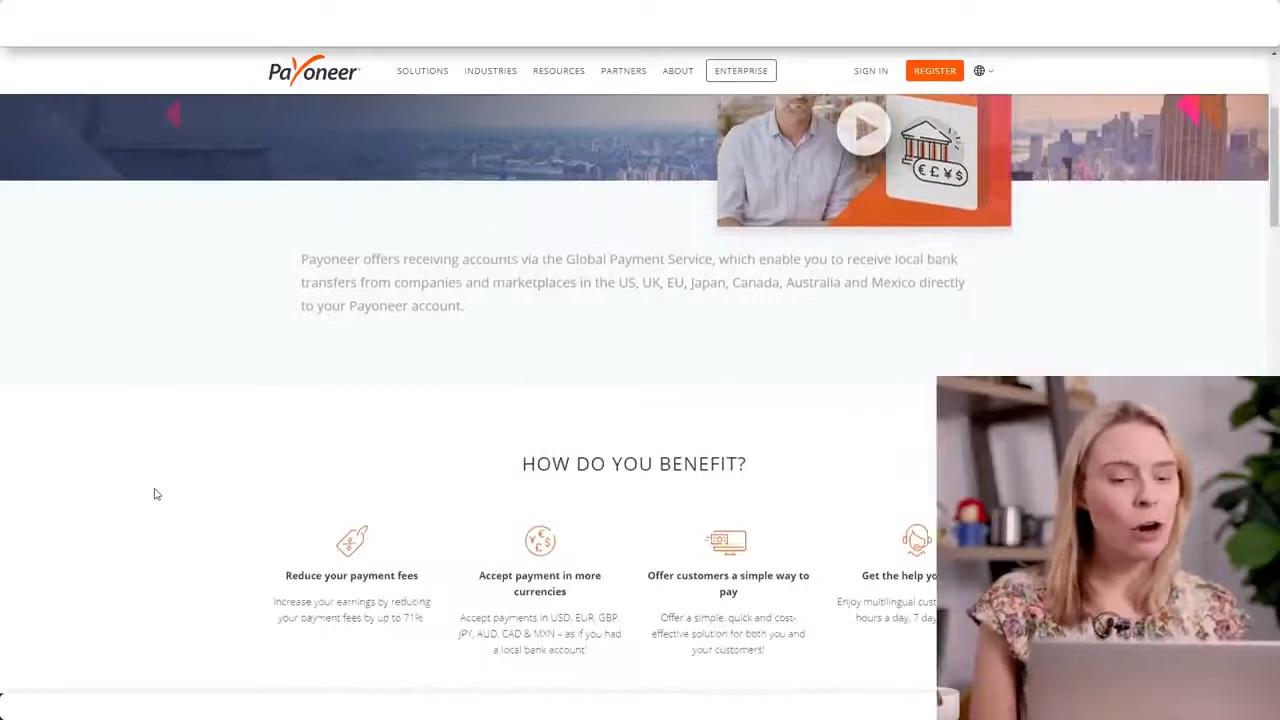 Payoneer
SOLUTIONS INDUSTRIES RESOURCES PARTNERS ABOUT ENTERPRISE SIGN IN REGISTER
€ £ ¥ $
Payoneer offers receiving accounts via the Global Payment Service, which enable you to receive local bank
transfers from companies and marketplaces in the US, UK, EU, Japan, Canada, Australia and Mexico directly
to your Payoneer account.
HOW DO YOU BENEFIT?
Reduce your payment fees
Increase your earnings by reducing
your payment fees by up to 71%
¥ € £ $
Accept payment in more
currencies
Accept payments in USD, EUR, GBP,
JPY, AUD, CAD & MXN – as if you had
a local bank account!
Offer customers a simple way to
pay
Offer a simple, quick and cost-
effective solution for both you and
your customers!
Get the help yo
Enjoy multilingual cust
hours a day, 7 day